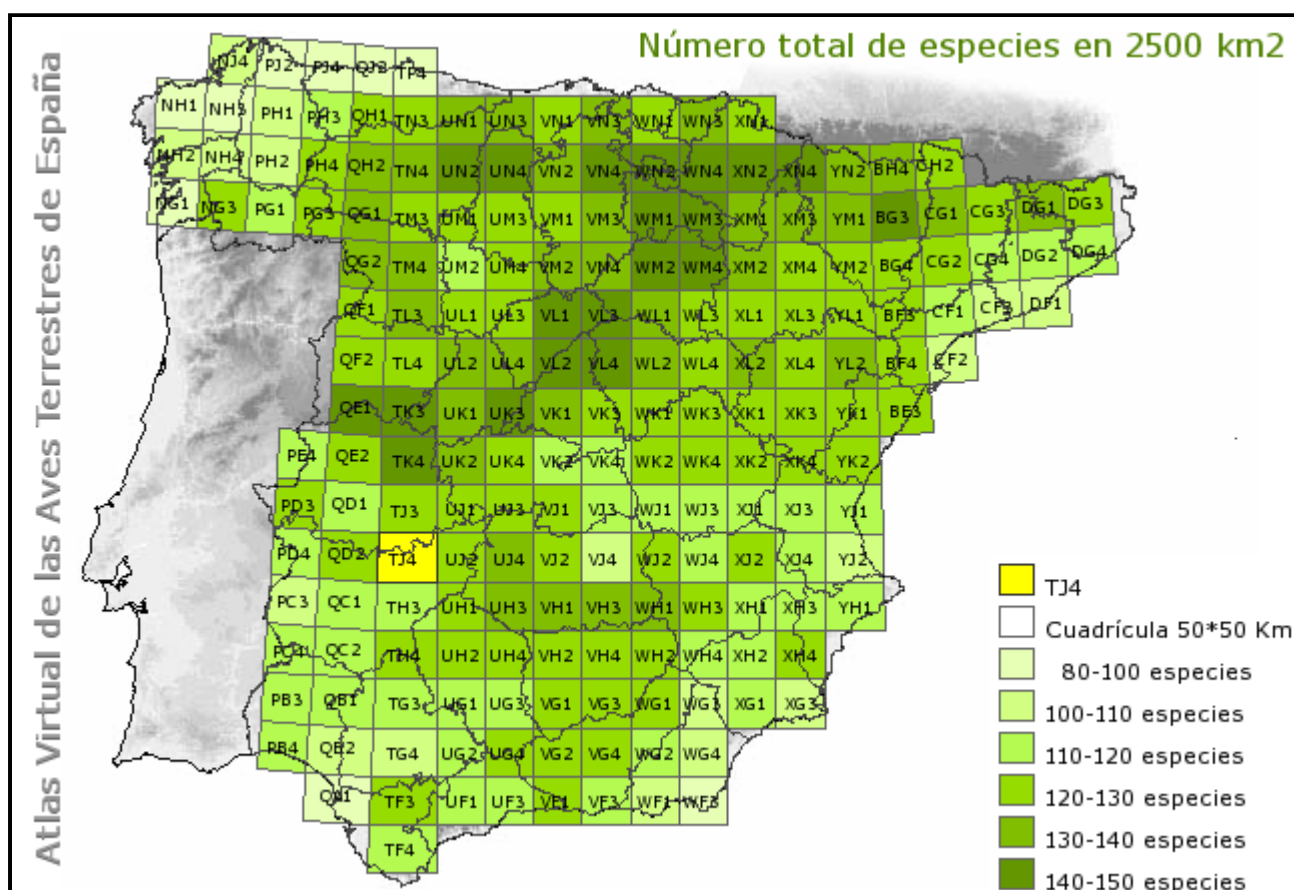 Atlas Virtual de las Aves Terrestres de España
Número total de especies en 2500 km2
NJ4 PJ2 PJ4 QJ2 TP4
NH1 NH3 PH1 PH3 QH1 TN3 UN1 UN3 VN1 VN3 WN1 WN3 XN1
NH2 NH4 PH2 PH4 QH2 TN4 UN2 UN4 VN2 VN4 WN2 WN4 XN2 XN4 YN2 BH4 CH2
NG1 NG3 PG1 PG3 QG1 TM3 UM1 UM3 VM1 VM3 WM1 WM3 XM1 XM3 YM1 BG3 CG1 CG3 DG1 DG3
QG2 TM4 UM2 UM4 VM2 VN4 WM2 WM4 XM2 XM4 YM2 BG4 CG2 CG4 DG2 DG4
QF1 TL3 UL1 UL3 VL1 VL3 WL1 WL3 XL1 XL3 YL1 BF3 CF1 CF3 DF1
QF2 TL4 UL2 UL4 VL2 VL4 WL2 WL4 XL2 XL4 YL2 BF4 CF2
QE1 TK3 UK1 UK3 VK1 VK3 WK1 WK3 XK1 XK3 YK1 BE3
PE4 QE2 TK4 UK2 UK4 VK2 VK4 WK2 WK4 XK2 XK4 YK2
PD3 QD1 TJ3 UJ1 UJ3 VJ1 VJ3 WJ1 WJ3 XJ1 XJ3 YJ1
PD4 QD2 TJ4 UJ2 UJ4 VJ2 VJ4 WJ2 WJ4 XJ2 XJ4 YJ2
PC3 QC1 TH3 UH1 UH3 VH1 VH3 WH1 WH3 XH1 XH3 YH1
PC4 QC2 TH4 UH2 UH4 VH2 VH4 WH2 WH4 XH2 XH4
PB3 QB1 TG3 UG1 UG3 VG1 VG3 WG1 WG3 XG1 XG3
PB4 QB2 TG4 UG2 UG4 VG2 VG4 WG2 WG4
QA1 TF3 UF1 UF3 VF1 VF3 WF1 WF3
TF4
TJ4
Cuadrícula 50*50 Km
80-100 especies
100-110 especies
110-120 especies
120-130 especies
130-140 especies
140-150 especies